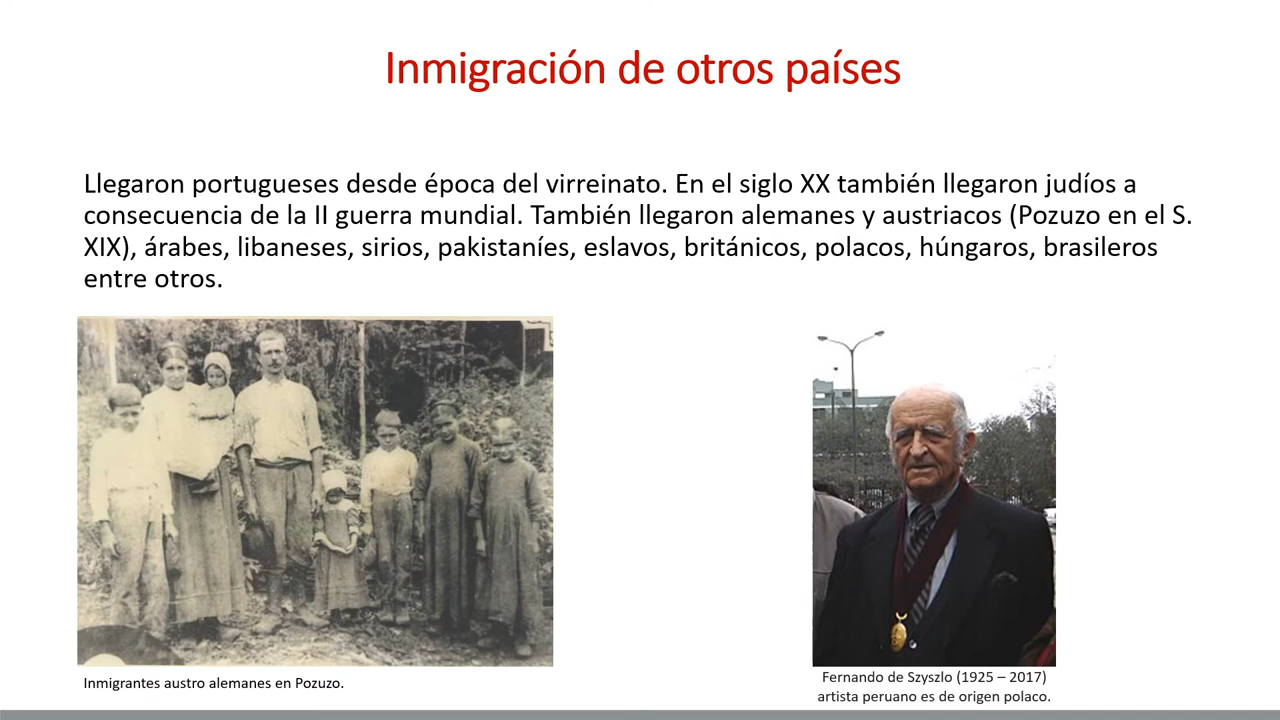 Inmigración de otros países
Llegaron portugueses desde época del virreinato. En el siglo XX también llegaron judíos a
consecuencia de la II guerra mundial. También llegaron alemanes y austriacos (Pozuzo en el S.
XIX), árabes, libaneses, sirios, pakistaníes, eslavos, británicos, polacos, húngaros, brasileros
entre otros.
Inmigrantes austro alemanes en Pozuzo.
Fernando de Szyszlo (1925 – 2017)
artista peruano es de origen polaco.